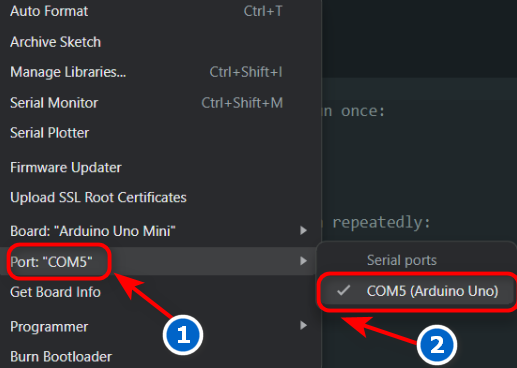 Auto Format Ctrl+T
Archive Sketch
Manage Libraries... Ctrl+Shift+I
Serial Monitor Ctrl+Shift+M
Serial Plotter
Firmware Updater
Upload SSL Root Certificates
Board: "Arduino Uno Mini"
Port: "COM5"
Get Board Info
Programmer
Burn Bootloader
once:
repeatedly:
Serial ports
COM5 (Arduino Uno)
1
2